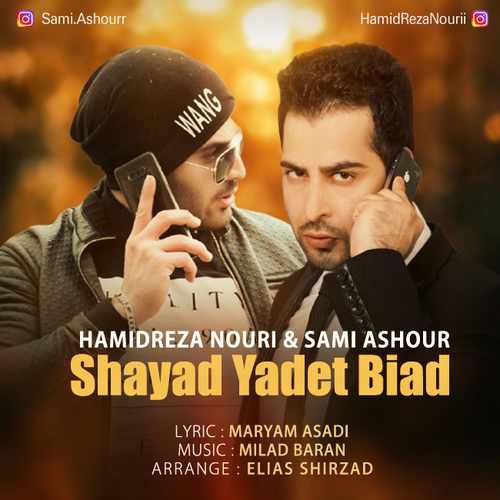 Sami.Ashourr
HamidRezaNourii
WANG
HAMIDREZA NOURI & SAMI ASHOUR
Shayad Yadet Biad
LYRIC : MARYAM ASADI
MUSIC : MILAD BARAN
ARRANGE : ELIAS SHIRZAD